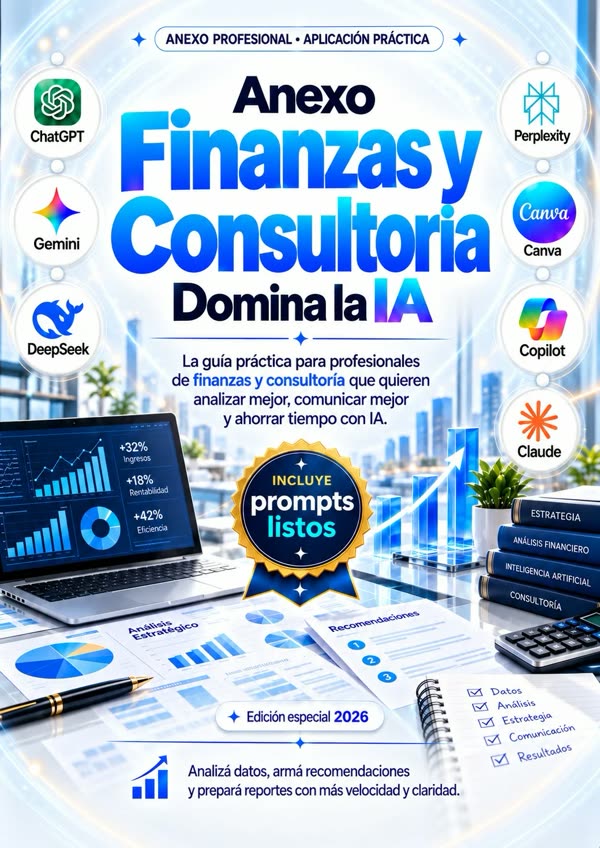 ANEXO PROFESIONAL • APLICACIÓN PRÁCTICA
Anexo
Finanzas y
Consultoria
Domina la IA
ChatGPT
Gemini
DeepSeek
Perplexity
Canva
Canva
Copilot
Claude
La guía práctica para profesionales
de finanzas y consultoría que quieren
analizar mejor, comunicar mejor
y ahorrar tiempo con IA.
+32%
Ingresos
+18%
Rentabilidad
+42%
Eficiencia
INCLUYE
prompts
listos
ESTRATEGIA
ANÁLISIS FINANCIERO
INTELIGENCIA ARTIFICIAL
CONSULTORÍA
Análisis
Estratégico
Recomendaciones
1
2
3
Datos
Análisis
Estrategia
Comunicación
Resultados
Edición especial 2026
Analizá datos, armá recomendaciones
y prepará reportes con más velocidad y claridad.